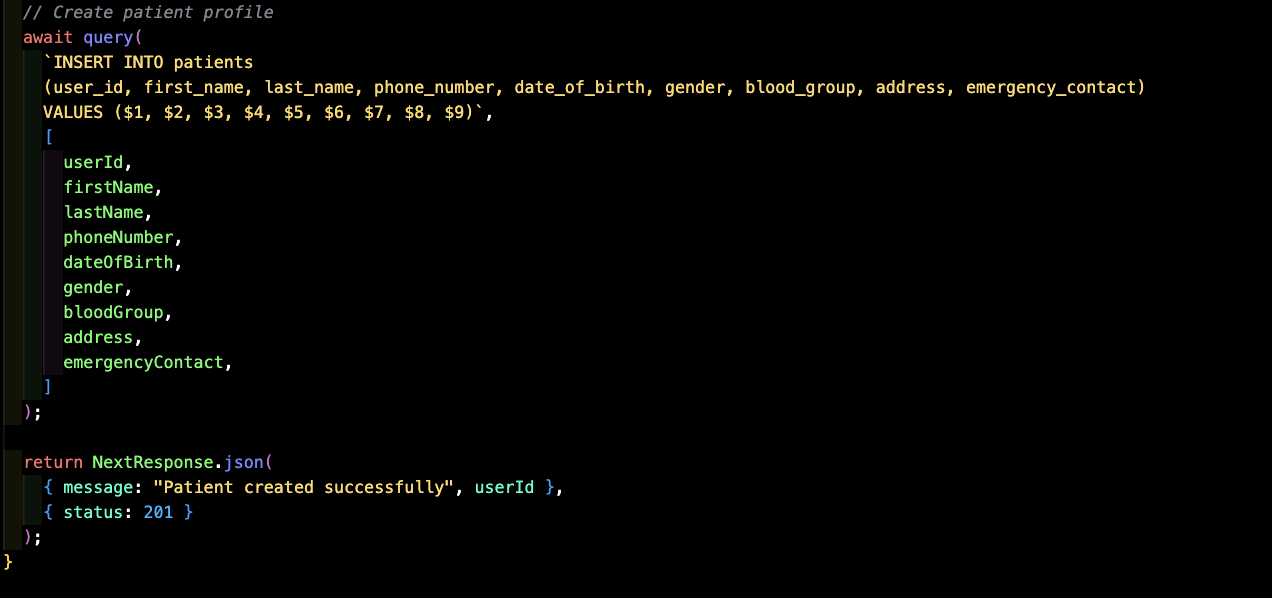 // Create patient profile
await query(
`INSERT INTO patients
(user_id, first_name, last_name, phone_number, date_of_birth, gender, blood_group, address, emergency_contact)
VALUES ($1, $2, $3, $4, $5, $6, $7, $8, $9)`,
[
userId,
firstName,
lastName,
phoneNumber,
dateOfBirth,
gender,
bloodGroup,
address,
emergencyContact,
]
);
return NextResponse.json(
{ message: "Patient created successfully", userId },
{ status: 201 }
);
}